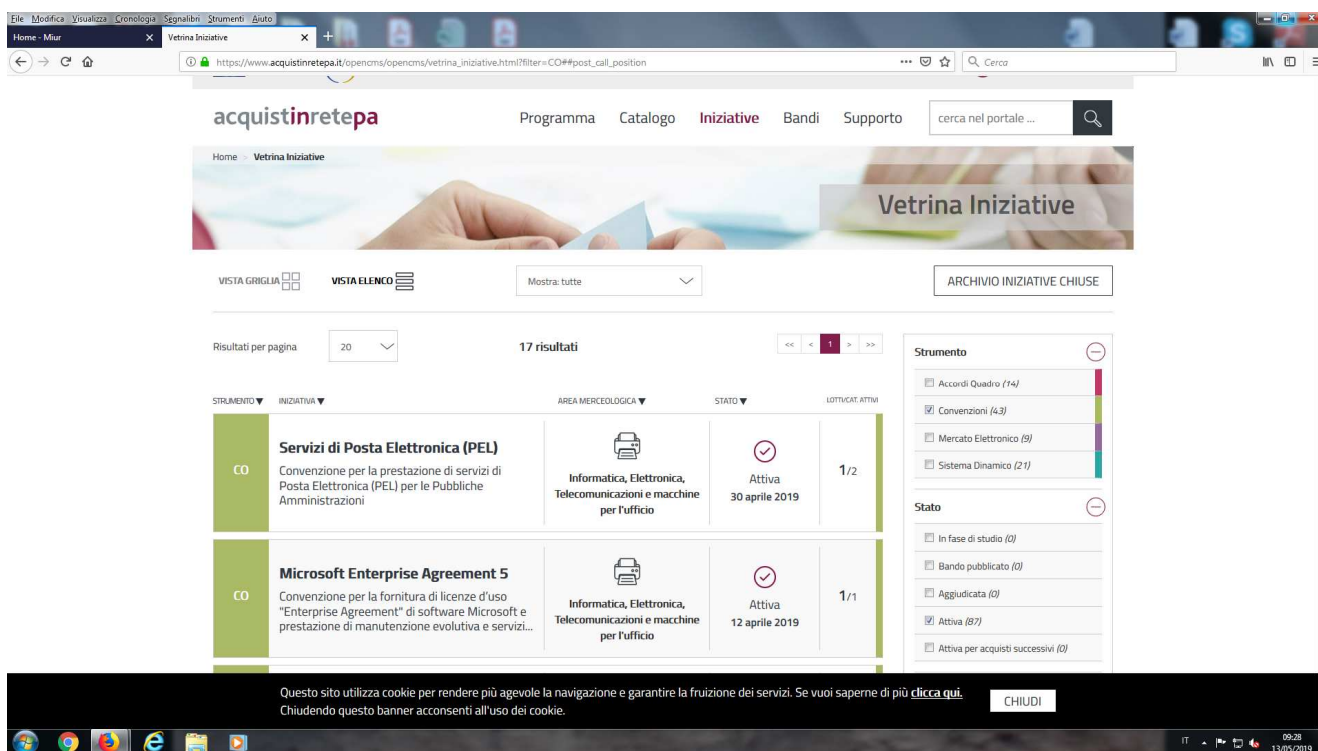 File Modifica Visualizza Cronologia Segnalibri Strumenti Aiuto
Home - Miur
Vetrina Iniziative
https://www.acquistinretepa.it/opencms/opencms/vetrina_iniziative.html?filter=CO##post_call_position
Cerca
acquistinretepa
Programma Catalogo Iniziative Bandi Supporto
cerca nel portale ...
Home > Vetrina Iniziative
Vetrina Iniziative
VISTA GRIGLIA
VISTA ELENCO
Mostra: tutte
ARCHIVIO INIZIATIVE CHIUSE
Risultati per pagina
20
17 risultati
<< < 1 > >>
STRUMENTO▼ INIZIATIVA▼ AREA MERCEOLOGICA▼ STATO▼ LOTTI/CAT. ATTIVI
CO
Servizi di Posta Elettronica (PEL)
Convenzione per la prestazione di servizi di
Posta Elettronica (PEL) per le Pubbliche
Amministrazioni
Informatica, Elettronica,
Telecomunicazioni e macchine
per l'ufficio
Attiva
30 aprile 2019
1/2
CO
Microsoft Enterprise Agreement 5
Convenzione per la fornitura di licenze d'uso
"Enterprise Agreement" di software Microsoft e
prestazione di manutenzione evolutiva e servizi...
Informatica, Elettronica,
Telecomunicazioni e macchine
per l'ufficio
Attiva
12 aprile 2019
1/1
Strumento
Accordi Quadro (14)
Convenzioni (43)
Mercato Elettronico (9)
Sistema Dinamico (21)
Stato
In fase di studio (0)
Bando pubblicato (0)
Aggiudicata (0)
Attiva (87)
Attiva per acquisti successivi (0)
Questo sito utilizza cookie per rendere più agevole la navigazione e garantire la fruizione dei servizi. Se vuoi saperne di più clicca qui.
Chiudendo questo banner acconsenti all'uso dei cookie.
CHIUDI
IT
09:28
13/05/2019